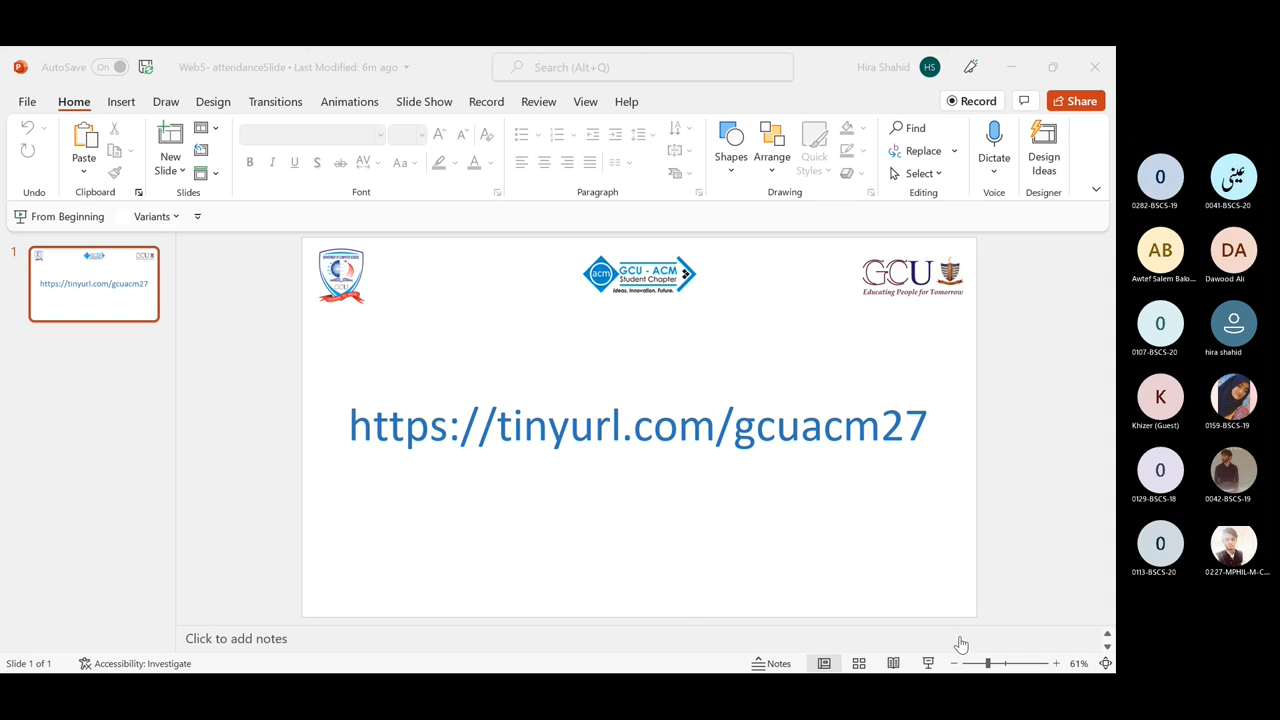 AutoSave On WebS- attendanceSlide • Last Modified: 6m ago Search (Alt+Q) Hira Shahid HS
File Home Insert Draw Design Transitions Animations Slide Show Record Review View Help Record Share
Paste New Slide Shapes Arrange Quick Styles Find Replace Select Dictate Design Ideas
Undo Clipboard Slides Font Paragraph Drawing Editing Voice Designer
From Beginning Variants
1
https://tinyurl.com/gcuacm27
acm GCU - ACM
Student Chapter
Ideas. Innovation. Future.
GCU
Educating People for Tomorrow
https://tinyurl.com/gcuacm27
Click to add notes
Slide 1 of 1 Accessibility: Investigate Notes 61%
0 عینی
0282-BSCS-19 0041-BSCS-20
AB DA
Awtef Salem Balo... Dawood Ali
0
0107-BSCS-20 hira shahid
K
Khizer (Guest) 0159-BSCS-19
0
0129-BSCS-18 0042-BSCS-19
0
0113-BSCS-20 0227-MPHIL-M-C...